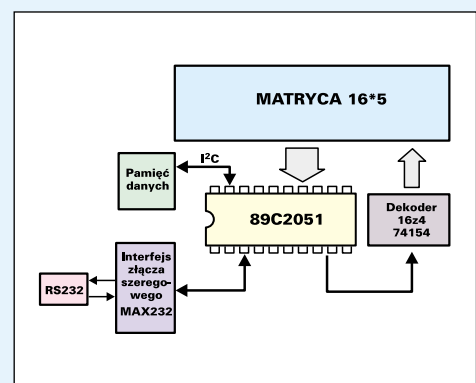 MATRYCA 16*5
I²C
Pamięć
danych
89C2051
Dekoder
16z4
74154
Interfejs
złącza
szerego-
wego
MAX232
RS232